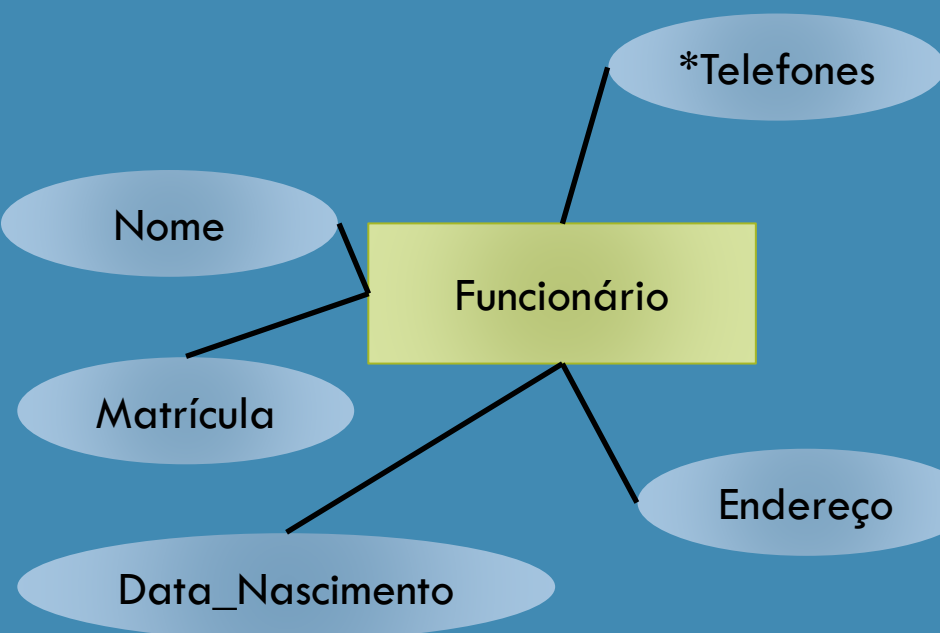 *Telefones
Nome
Funcionário
Matrícula
Endereço
Data_Nascimento